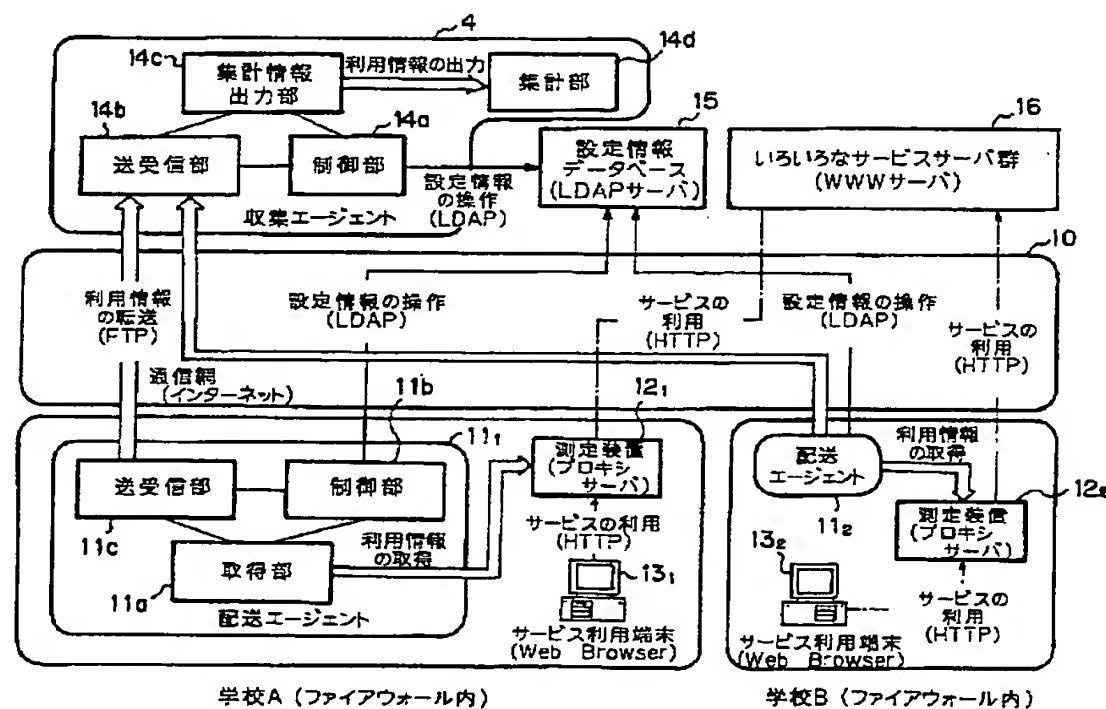 4
14c
14d
集計情報
出力部
利用情報の出力
集計部
14b
14a
15
16
送受信部
制御部
設定情報
の操作
(LDAP)
収集エージェント
設定情報
データベース
(LDAPサーバ)
いろいろなサービスサーバ群
(WWWサーバ)
10
利用情報
の転送
(FTP)
設定情報の操作
(LDAP)
サービスの
利用
(HTTP)
設定情報の操作
(LDAP)
サービスの
利用
(HTTP)
通信網
(インターネット)
11b
12₁
11₁
送受信部
制御部
11c
取得部
11a
利用情報
の取得
配送エージェント
測定装置
(プロキシ
サーバ)
サービスの利用
(HTTP)
13₁
サービス利用端末
(Web Browser)
配送
エージェント
11₂
利用情報
の取得
12₂
測定装置
(プロキシ
サーバ)
13₂
サービスの
利用
(HTTP)
サービス利用端末
(Web Browser)
学校A (ファイアウォール内)
学校B (ファイアウォール内)